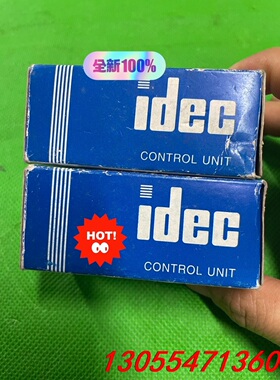 全新100%
idec
CONTROL UNIT
HOT!
idec
CONTROL UNIT
13055471360